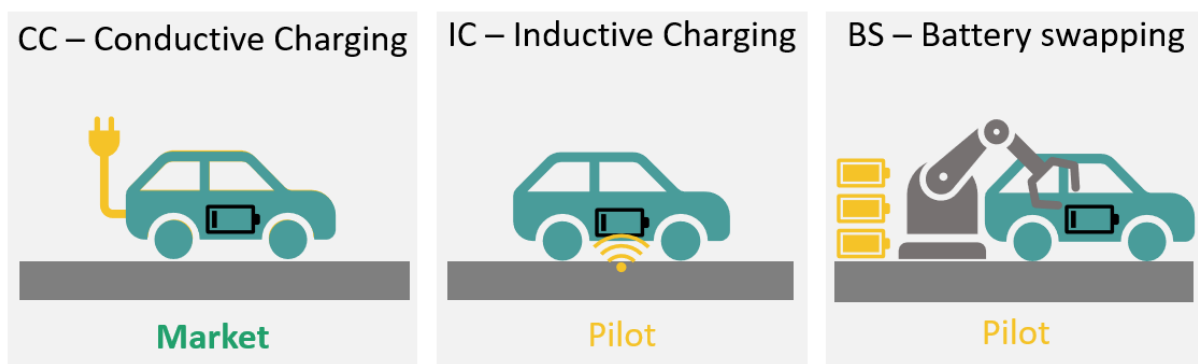 CC – Conductive Charging
IC – Inductive Charging
BS – Battery swapping
Market
Pilot
Pilot